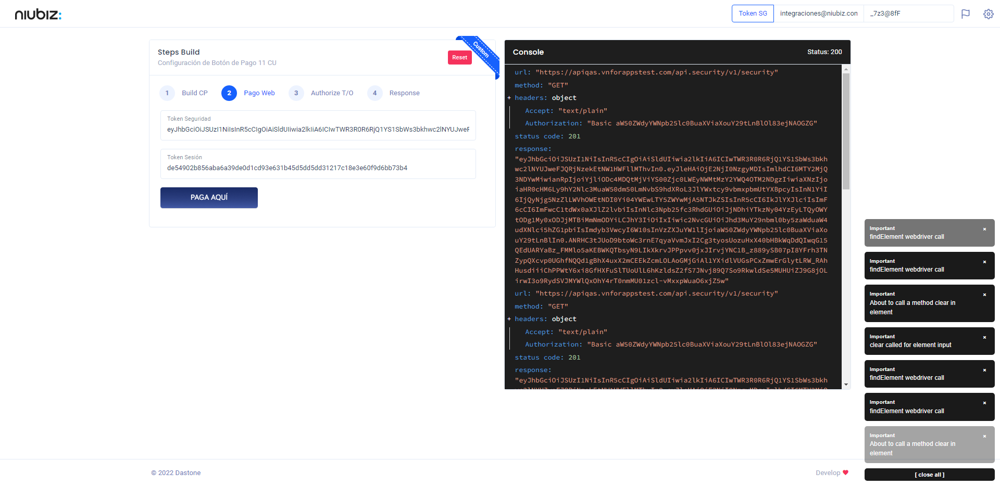 niubiz:
Token SG
integraciones@niubiz.con
_7z3@8fF
Steps Build
Configuración de Botón de Pago 11 CU
Reset
Custom
1 Build CP
2 Pago Web
3 Authorize T/O
4 Response
Token Seguridad
eyJhbGciOiJSUzI1NiIsInR5cCIgOiAiSldUIiwia2lkIiA6ICIwTWR3R0R6RjQ1YS1SbWs3bkhwc2lNYUJweF
Token Sesión
de54902b856aba6a39de0d1cd93e631b45d5dd5dd31217c18e3e60f9d6bb73b4
PAGA AQUÍ
Console
Status: 200
url: "https://apiqas.vnforappstest.com/api.security/v1/security"
method: "GET"
+ headers: object
Accept: "text/plain"
Authorization: "Basic aW50ZWdyYWNpb25lc0BuaXViaXouY29tLnBlOl83ejNAOGZG"
status code: 201
response:
"eyJhbGciOiJSUzI1NiIsInR5cCIgOiAiSldUIiwia2lkIiA6ICIwTWR3R0R6RjQ1YS1SbWs3bkh
wc2lNYUJweFJQRjNzekEtNW1HWFllMThvIn0.eyJleHAiOjE2NjI0NzgyMDIsImlhdCI6MTY2MjQ
3NDYwMiwianRpIjoiYjliODc4MDQtMjViYS00Zjc0LWEyNWMtMzY2YWQ4OTM2NDgzIiwiaXNzIjo
iaHR0cHM6Ly9hY2Nlc3MuaW50dm50LmNvbS9hdXRoL3JlYWxtcy9vbmxpbmUtYXBpcyIsInN1YiI
6IjQyNjg5NzZlLWVhOWEtNDI0Yi04YWEwLTY5ZWYwMjA5NTJkZSIsInR5cCI6IkJlYXJlciIsImF
6cCI6ImFwcC1tdWx0aXJlZ2lvbiIsInNlc3Npb25fc3RhdGUiOiJjNDhiYTkzNy04YzEyLTQyOWY
tODg1My0xODJjMTBiMmNmODYiLCJhY3IiOiIxIiwic2NvcGUiOiJhd3MuY29nbml0by5zaWduaW4
udXNlci5hZG1pbiIsImdyb3VwcyI6W10sInVzZXJuYW1lIjoiaW50ZWdyYWNpb25lc0BuaXViaXo
uY29tLnBlIn0.ANRHC3tJUoD9btoWc3rnE7qyaVvmJxI2Cg3tyosUozuHxX40bHBkWqDdQIwqG15
QEdUARYaBz_FMMlo5aKEBWKQTbsyN9LIkXkrvJPPpvv0jxJIrvjYNC1B_z889ySB07pI8YFrh3TN
ZypQXcvp0UGhfNQQd1gBhX4uxX2mCEEkZcmLOLAoGMjGiAl1YXidlVUGsPCxZmwErGlytLRW_RAh
HusdiiiChPPWtY6xi8GfHXFuSlTUoUlL6hKzldsZ2fS7JNvj89Q7So9RkwldSe5MUHUiZJ9G8jOL
irwI3o9RydSVJMYWlQxOhY4rT0nmMU01zcl-vMxxpWuaO6xjZ5w"
url: "https://apiqas.vnforappstest.com/api.security/v1/security"
method: "GET"
+ headers: object
Accept: "text/plain"
Authorization: "Basic aW50ZWdyYWNpb25lc0BuaXViaXouY29tLnBlOl83ejNAOGZG"
status code: 201
response:
"eyJhbGciOiJSUzI1NiIsInR5cCIgOiAiSldUIiwia2lkIiA6ICIwTWR3R0R6RjQ1YS1SbWs3bkh
Important
findElement webdriver call
Important
findElement webdriver call
Important
About to call a method clear in
element
Important
clear called for element input
Important
findElement webdriver call
Important
findElement webdriver call
Important
About to call a method clear in
element
[ close all ]
© 2022 Dastone
Develop